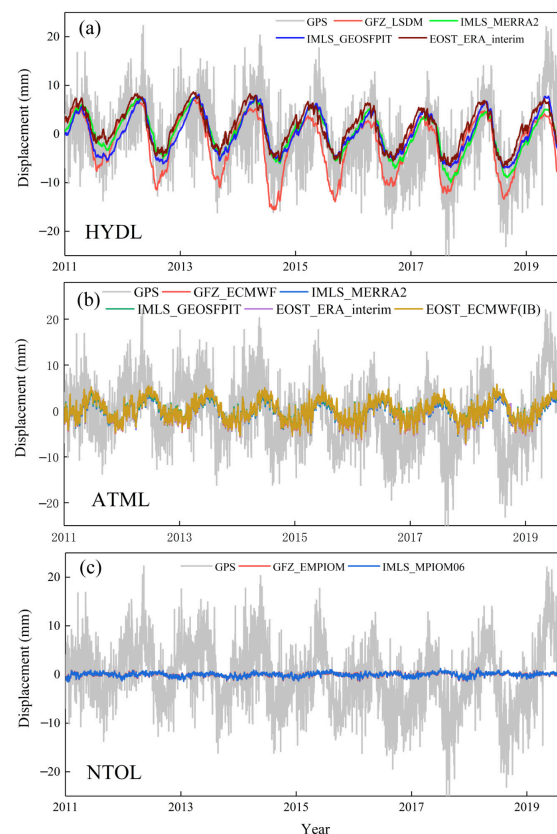 (a)
GPS GFZ_LSDM IMLS_MERRA2
IMLS_GEOSFPIT EOST_ERA_interim
20
10
0
−10
−20
Displacement (mm)
HYDL
2011 2013 2015 2017 2019
(b)
GPS GFZ_ECMWF IMLS_MERRA2
IMLS_GEOSFPIT EOST_ERA_interim EOST_ECMWF(IB)
20
10
0
−10
−20
Displacement (mm)
ATML
2011 2013 2015 2017 2019
(c)
GPS GFZ_EMPIOM IMLS_MPIOM06
20
10
0
−10
−20
Displacement (mm)
NTOL
2011 2013 2015 2017 2019
Year